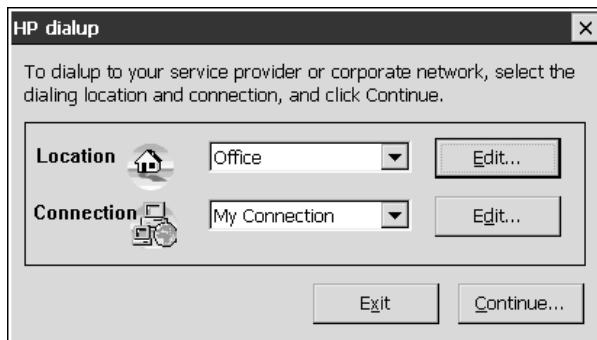 HP dialup
To dialup to your service provider or corporate network, select the
dialing location and connection, and click Continue.
Location Office Edit...
Connection My Connection Edit...
Exit Continue...